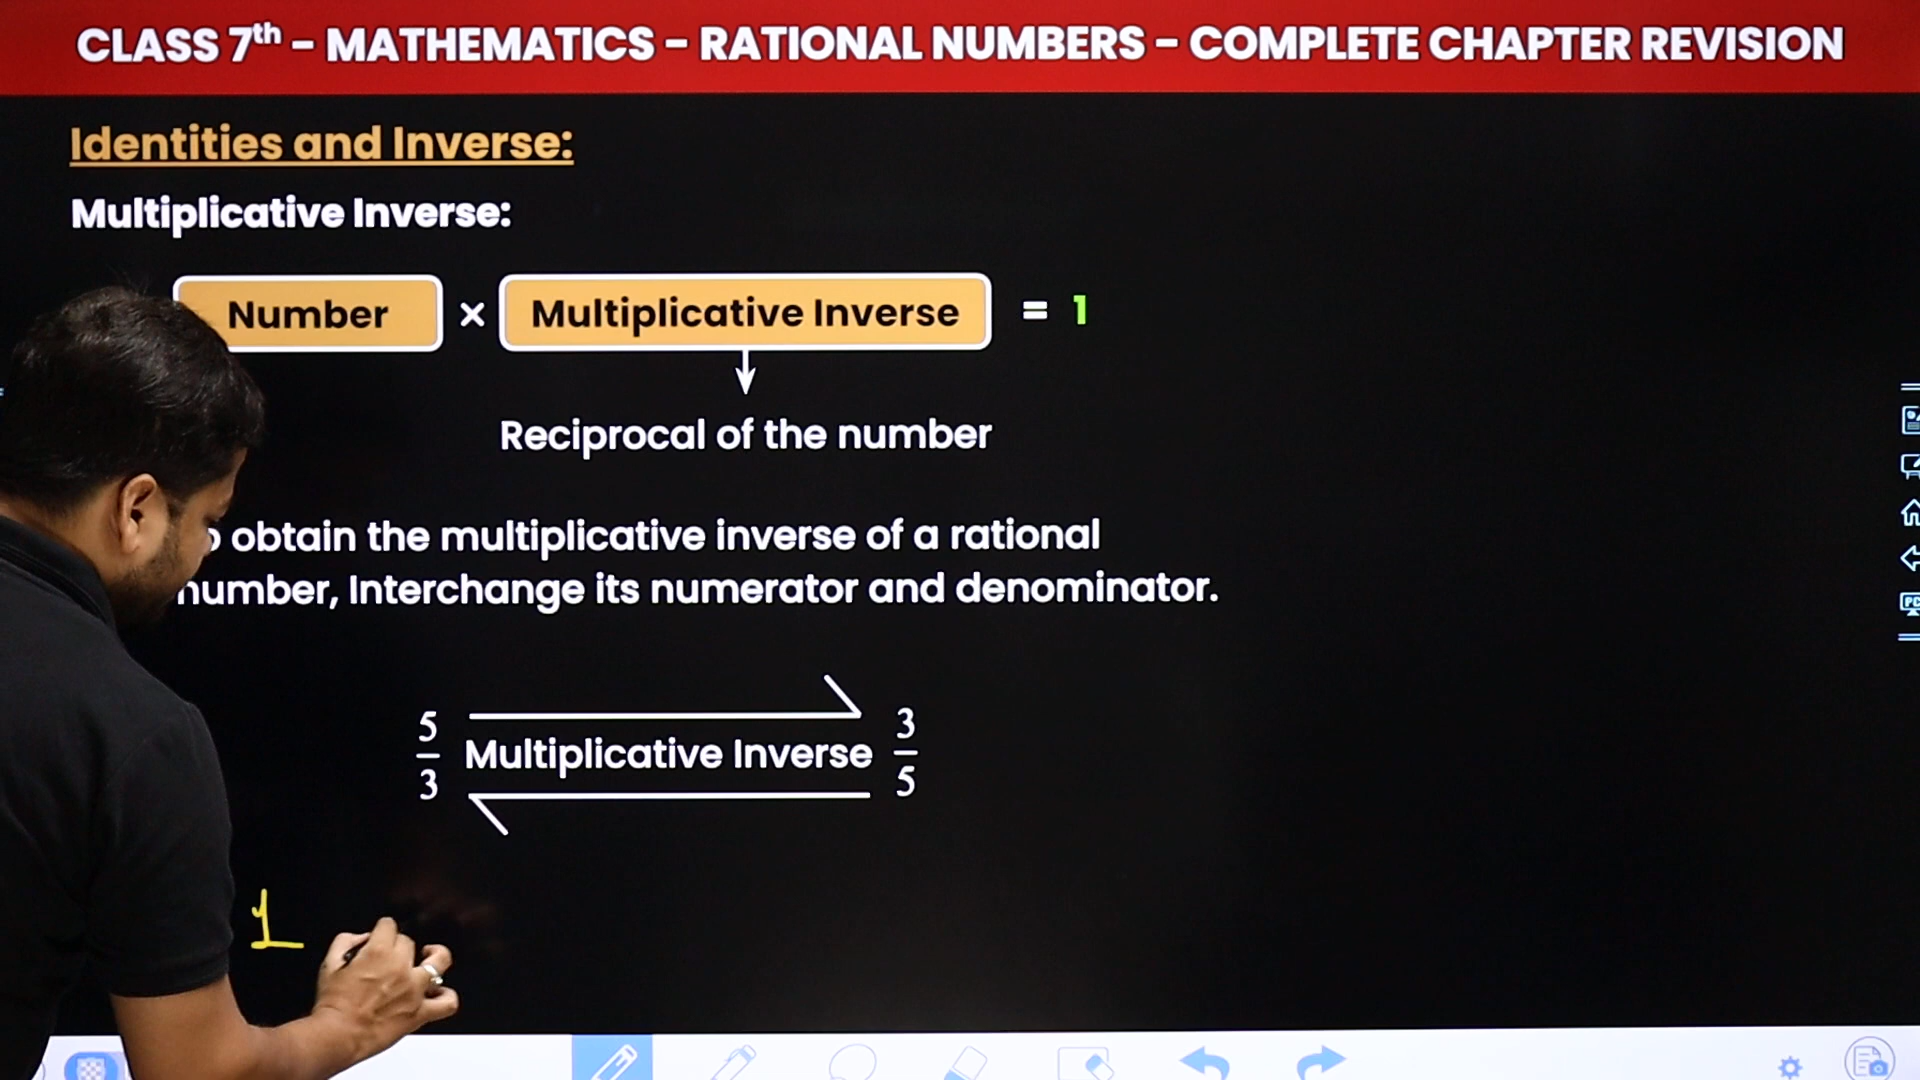 CLASS 7th – MATHEMATICS – RATIONAL NUMBERS – COMPLETE CHAPTER REVISION
Identities and Inverse:
Multiplicative Inverse:
Number × Multiplicative Inverse = 1
Reciprocal of the number
obtain the multiplicative inverse of a rational
number, Interchange its numerator and denominator.
5/3 Multiplicative Inverse 3/5
1